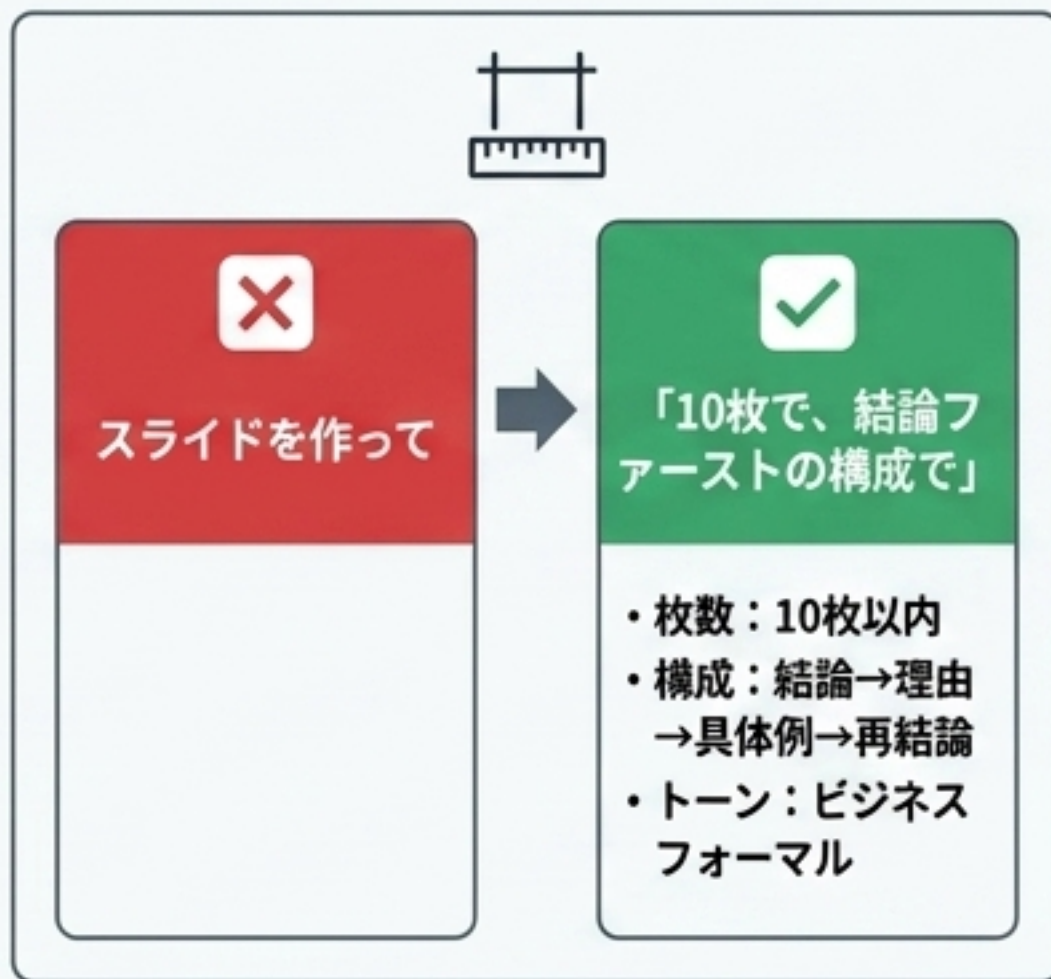 スライドを作って
「10枚で、結論フ
ァーストの構成で」
・枚数：10枚以内
・構成：結論→理由
→具体例→再結論
・トーン：ビジネス
フォーマル